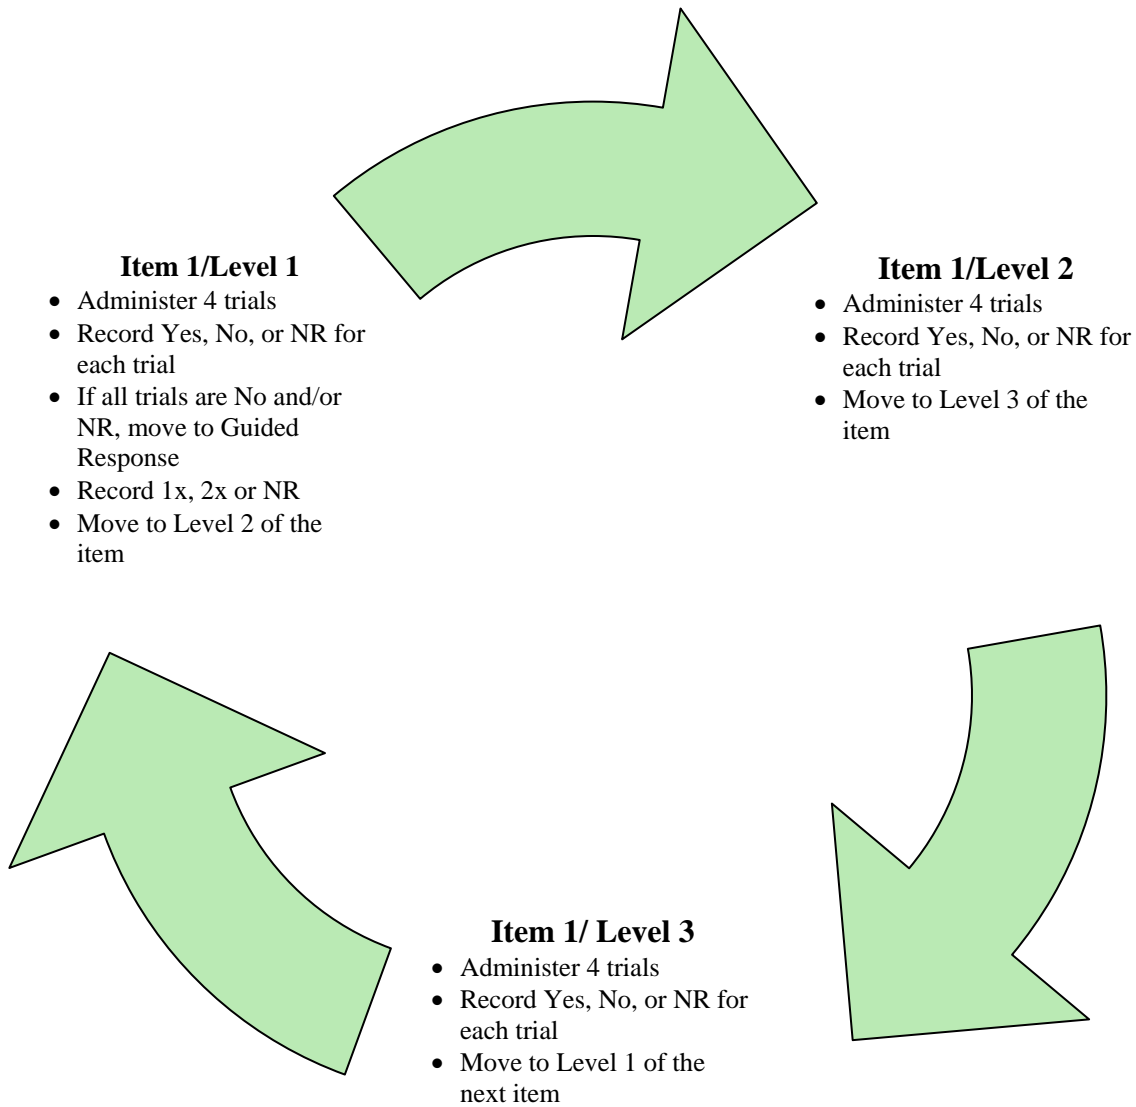 Item 1/Level 1
• Administer 4 trials
• Record Yes, No, or NR for
each trial
• If all trials are No and/or
NR, move to Guided
Response
• Record 1x, 2x or NR
• Move to Level 2 of the
item
Item 1/Level 2
• Administer 4 trials
• Record Yes, No, or NR for
each trial
• Move to Level 3 of the
item
Item 1/ Level 3
• Administer 4 trials
• Record Yes, No, or NR for
each trial
• Move to Level 1 of the
next item